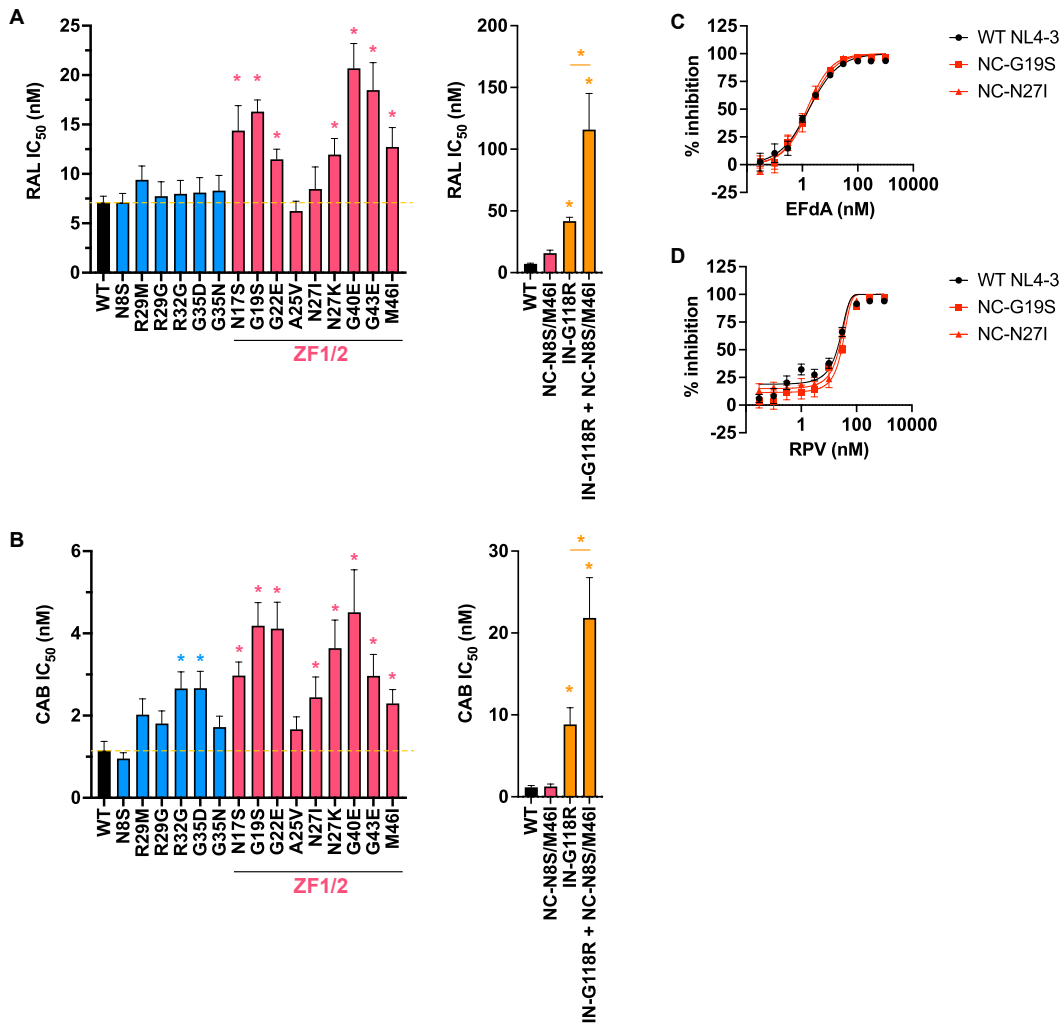 A
RAL IC50 (nM)
25
20
15
10
5
0
* * * * * * *
WT
N8S
R29M
R29G
R32G
G35D
G35N
N17S
G19S
G22E
A25V
N27I
N27K
G40E
G43E
M46I
ZF1/2
RAL IC50 (nM)
200
150
100
50
0
* * *
WT
NC-N8S/M46I
IN-G118R
IN-G118R + NC-N8S/M46I
C
% inhibition
125
100
75
50
25
0
-25
1 100 10000
EFdA (nM)
WT NL4-3
NC-G19S
NC-N27I
D
% inhibition
125
100
75
50
25
0
-25
1 100 10000
RPV (nM)
WT NL4-3
NC-G19S
NC-N27I
B
CAB IC50 (nM)
6
4
2
0
* * * * * * * * * *
WT
N8S
R29M
R29G
R32G
G35D
G35N
N17S
G19S
G22E
A25V
N27I
N27K
G40E
G43E
M46I
ZF1/2
CAB IC50 (nM)
30
20
10
0
* * *
WT
NC-N8S/M46I
IN-G118R
IN-G118R + NC-N8S/M46I